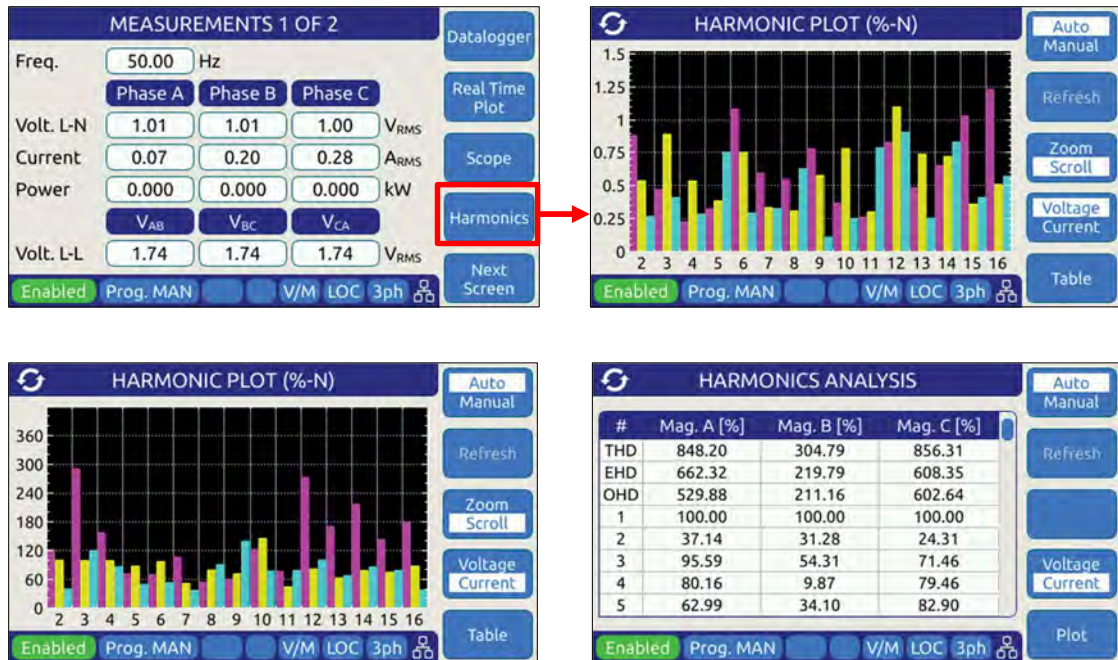 MEASUREMENTS 1 OF 2
Freq. 50.00 Hz
Phase A Phase B Phase C
Volt. L-N 1.01 1.01 1.00 VRMS
Current 0.07 0.20 0.28 ARMS
Power 0.000 0.000 0.000 kW
VAB VBC VCA
Volt. L-L 1.74 1.74 1.74 VRMS
Enabled Prog. MAN V/M LOC 3ph
Datalogger
Real Time
Plot
Scope
Harmonics
Next
Screen
HARMONIC PLOT (%-N)
1.5
1.25
1
0.75
0.5
0.25
0
2 3 4 5 6 7 8 9 10 11 12 13 14 15 16
Enabled Prog. MAN V/M LOC 3ph
Auto
Manual
Refresh
Zoom
Scroll
Voltage
Current
Table
HARMONIC PLOT (%-N)
360
300
240
180
120
60
0
2 3 4 5 6 7 8 9 10 11 12 13 14 15 16
Enabled Prog. MAN V/M LOC 3ph
Auto
Manual
Refresh
Zoom
Scroll
Voltage
Current
Table
HARMONICS ANALYSIS
# Mag. A [%] Mag. B [%] Mag. C [%]
THD 848.20 304.79 856.31
EHD 662.32 219.79 608.35
OHD 529.88 211.16 602.64
1 100.00 100.00 100.00
2 37.14 31.28 24.31
3 95.59 54.31 71.46
4 80.16 9.87 79.46
5 62.99 34.10 82.90
Enabled Prog. MAN V/M LOC 3ph
Auto
Manual
Refresh
Voltage
Current
Plot